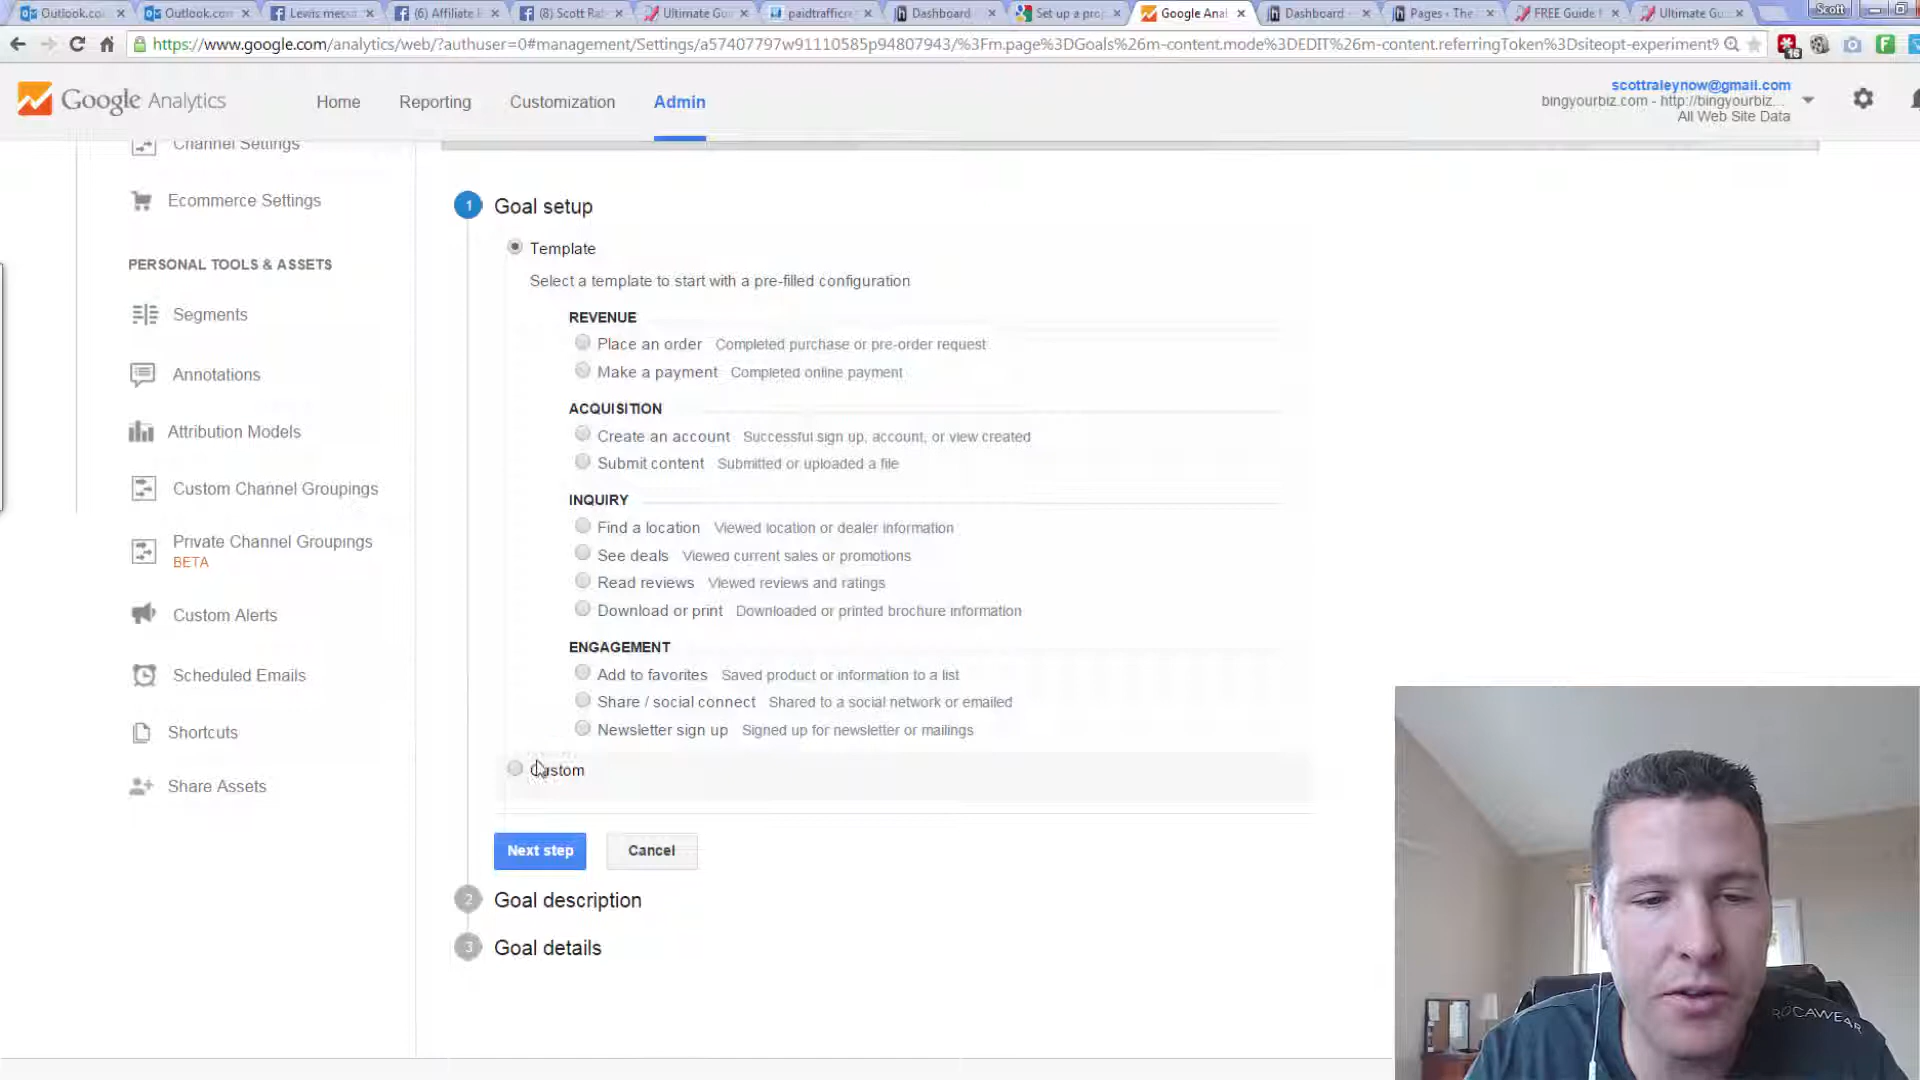 Outlook.co
Outlook.com
Lewis mess
(6) Affiliate
(8) Scott Ra
Ultimate Gu
paidtrafficre
Dashboard
Set up a pro
Google Anal
Dashboard
Pages - The
FREE Guide
Ultimate Gu
Scott
https://www.google.com/analytics/web/?authuser=0#management/Settings/a57407797w91110585p94807943/%3Fm.page%3DGoals%26m-content.mode%3DEDIT%26m-content.referringToken%3Dsiteopt-experiment%
16
Google Analytics
Home
Reporting
Customization
Admin
scottraleynow@gmail.com
bingyourbiz.com - http://bingyourbiz...
All Web Site Data
Channel Settings
Ecommerce Settings
PERSONAL TOOLS & ASSETS
Segments
Annotations
Attribution Models
Custom Channel Groupings
Private Channel Groupings
BETA
Custom Alerts
Scheduled Emails
Shortcuts
Share Assets
1 Goal setup
Template
Select a template to start with a pre-filled configuration
REVENUE
Place an order Completed purchase or pre-order request
Make a payment Completed online payment
ACQUISITION
Create an account Successful sign up, account, or view created
Submit content Submitted or uploaded a file
INQUIRY
Find a location Viewed location or dealer information
See deals Viewed current sales or promotions
Read reviews Viewed reviews and ratings
Download or print Downloaded or printed brochure information
ENGAGEMENT
Add to favorites Saved product or information to a list
Share / social connect Shared to a social network or emailed
Newsletter sign up Signed up for newsletter or mailings
Custom
Next step
Cancel
2 Goal description
3 Goal details
ROCAWEAR